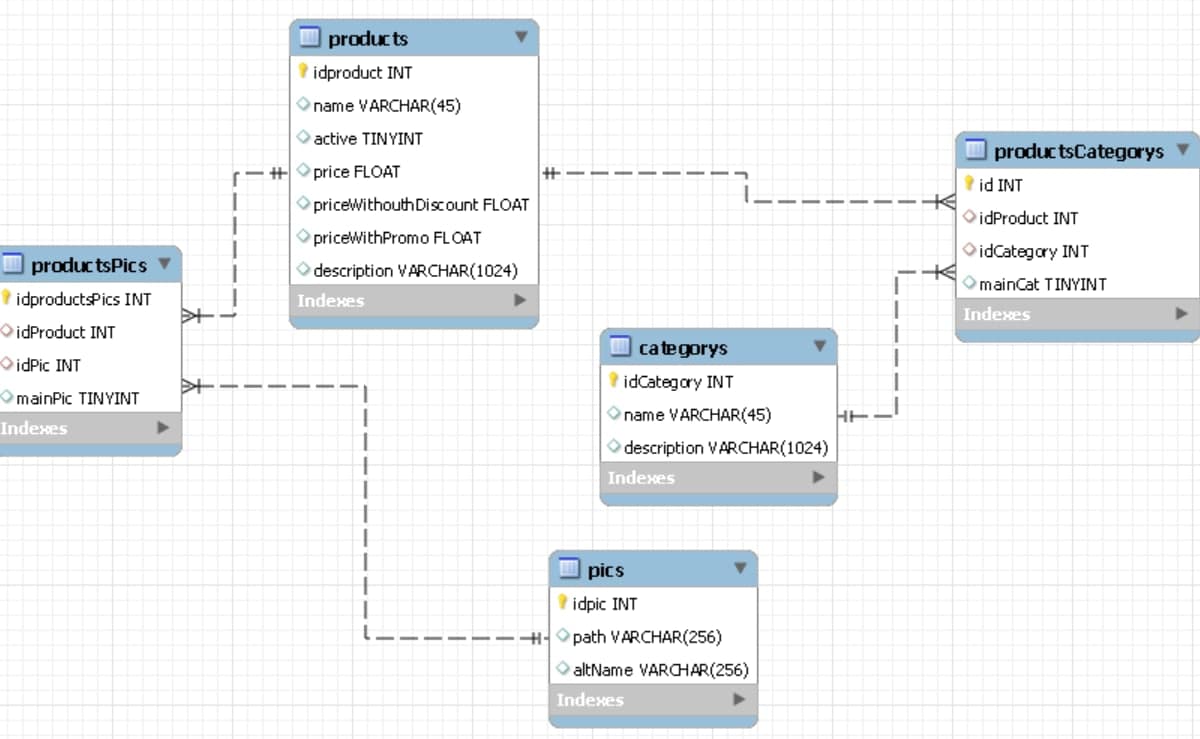 products
idproduct INT
name VARCHAR(45)
active TINYINT
price FLOAT
priceWithouthDiscount FLOAT
priceWithPromo FLOAT
description VARCHAR(1024)
Indexes
productsCategorys
id INT
idProduct INT
idCategory INT
mainCat TINYINT
Indexes
productsPics
idproductsPics INT
idProduct INT
idPic INT
mainPic TINYINT
Indexes
categorys
idCategory INT
name VARCHAR(45)
description VARCHAR(1024)
Indexes
pics
idpic INT
path VARCHAR(256)
altName VARCHAR(256)
Indexes